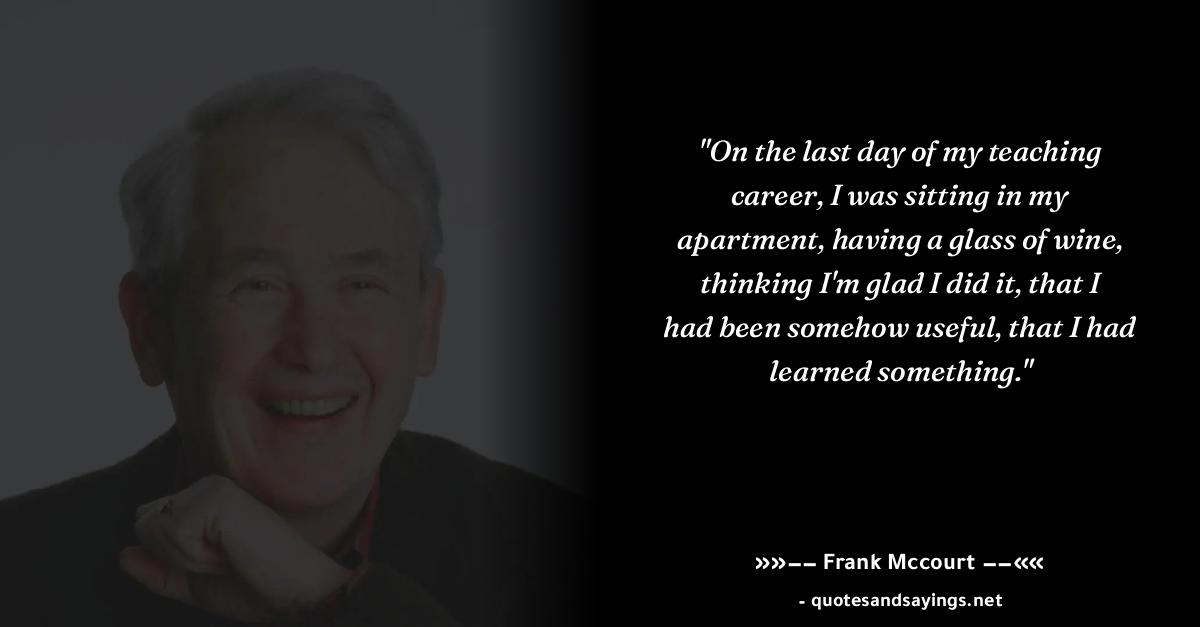 "On the last day of my teaching
career, I was sitting in my
apartment, having a glass of wine,
thinking I'm glad I did it, that I
had been somehow useful, that I had
learned something."
»»−− Frank Mccourt −−««
- quotesandsayings.net